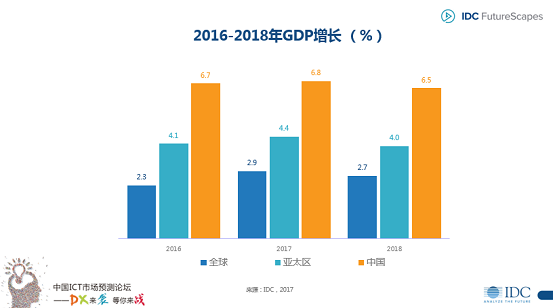 IDC FutureScapes
2016-2018年GDP增长 （%）
2.3
4.1
6.7
2.9
4.4
6.8
2.7
4.0
6.5
2016
2017
2018
全球
亚太区
中国
来源：IDC，2017
中国ICT市场预测论坛
——DX来袭 等你来战
IDC
ANALYZE THE FUTURE